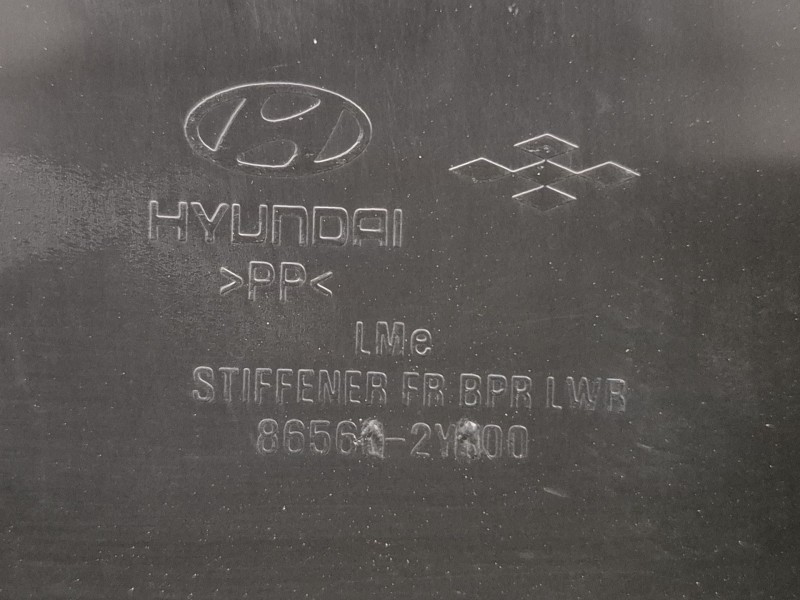 HYUNDAI
>PP<
LMe
STIFFENER FR BPR LWR